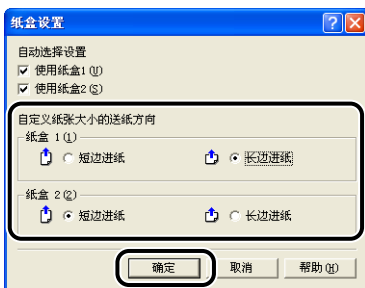 纸盒设置
自动选择设置
使用纸盒1(U)
使用纸盒2(S)
自定义纸张大小的送纸方向
纸盒 1(1)
短边进纸 长边进纸
纸盒 2(2)
短边进纸 长边进纸
确定 取消 帮助(H)